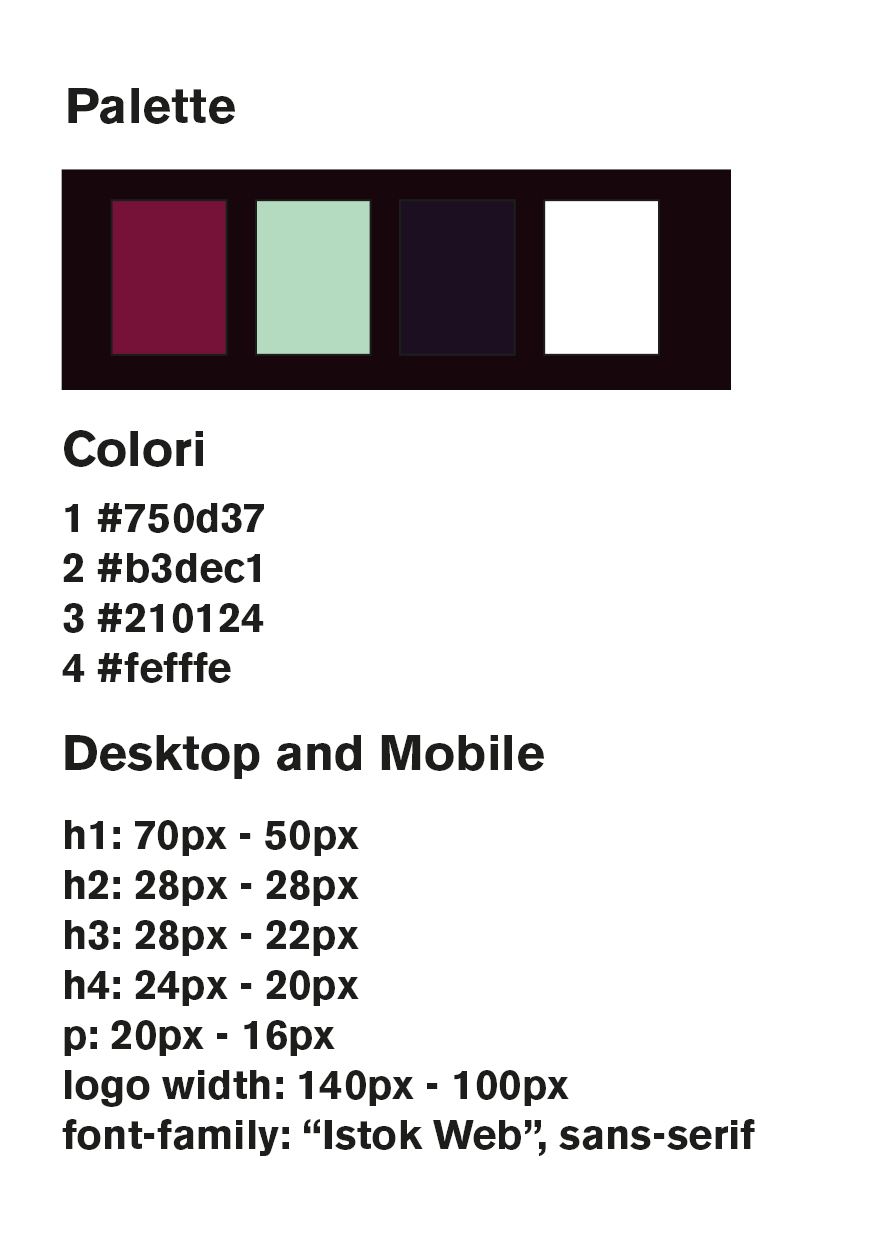 Palette
Colori
1 #750d37
2 #b3dec1
3 #210124
4 #fefffe
Desktop and Mobile
h1: 70px - 50px
h2: 28px - 28px
h3: 28px - 22px
h4: 24px - 20px
p: 20px - 16px
logo width: 140px - 100px
font-family: “Istok Web”, sans-serif